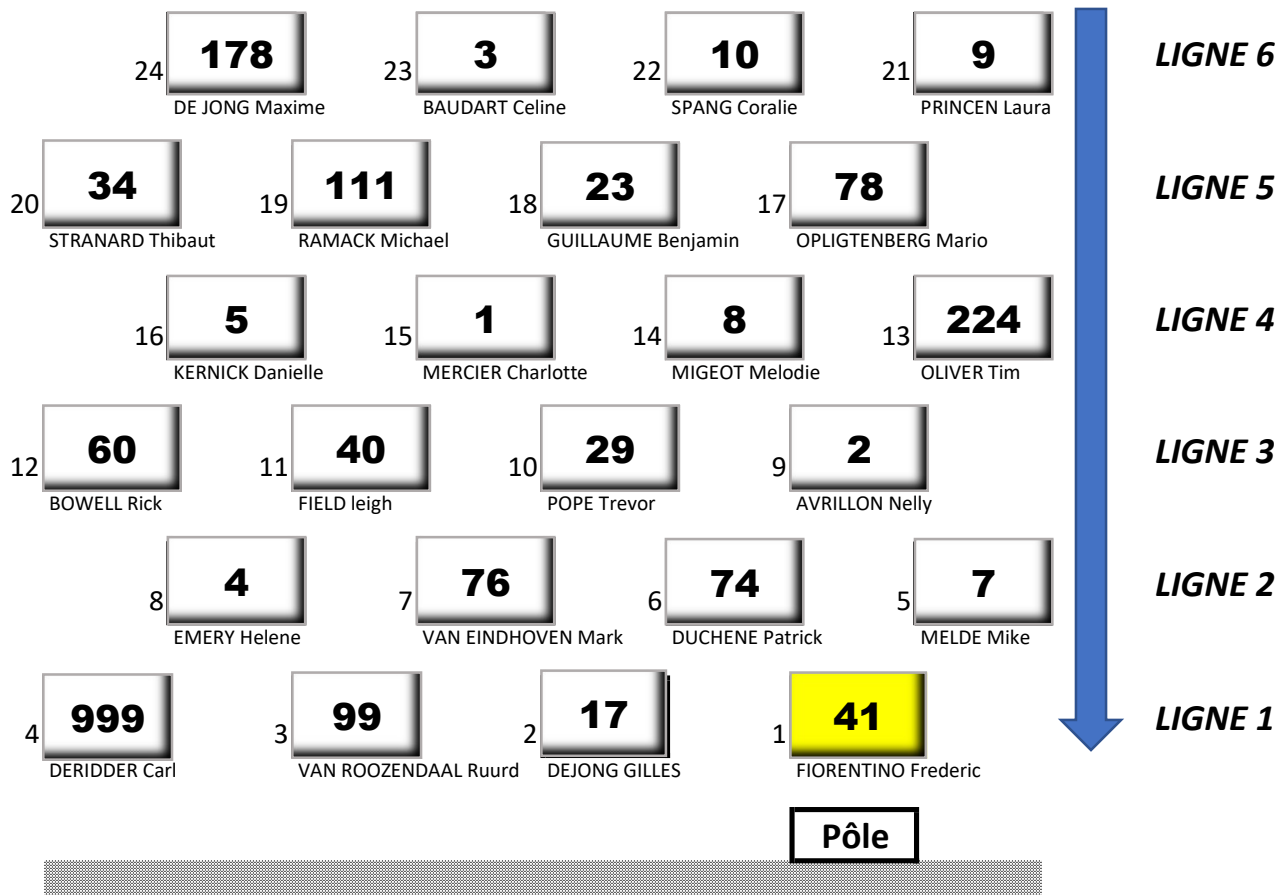 178 3 10 9 LIGNE 6
24 23 22 21
DE JONG Maxime BAUDART Celine SPANG Coralie PRINCEN Laura
34 111 23 78 LIGNE 5
20 19 18 17
STRANARD Thibaut RAMACK Michael GUILLAUME Benjamin OPLIGTENBERG Mario
5 1 8 224 LIGNE 4
16 15 14 13
KERNICK Danielle MERCIER Charlotte MIGEOT Melodie OLIVER Tim
60 40 29 2 LIGNE 3
12 11 10 9
BOWELL Rick FIELD leigh POPE Trevor AVRILLON Nelly
4 76 74 7 LIGNE 2
8 7 6 5
EMERY Helene VAN EINDHOVEN Mark DUCHENE Patrick MELDE Mike
999 99 17 41 LIGNE 1
4 3 2 1
DERIDDER Carl VAN ROOZENDAAL Ruurd DEJONG GILLES FIORENTINO Frederic
Pôle